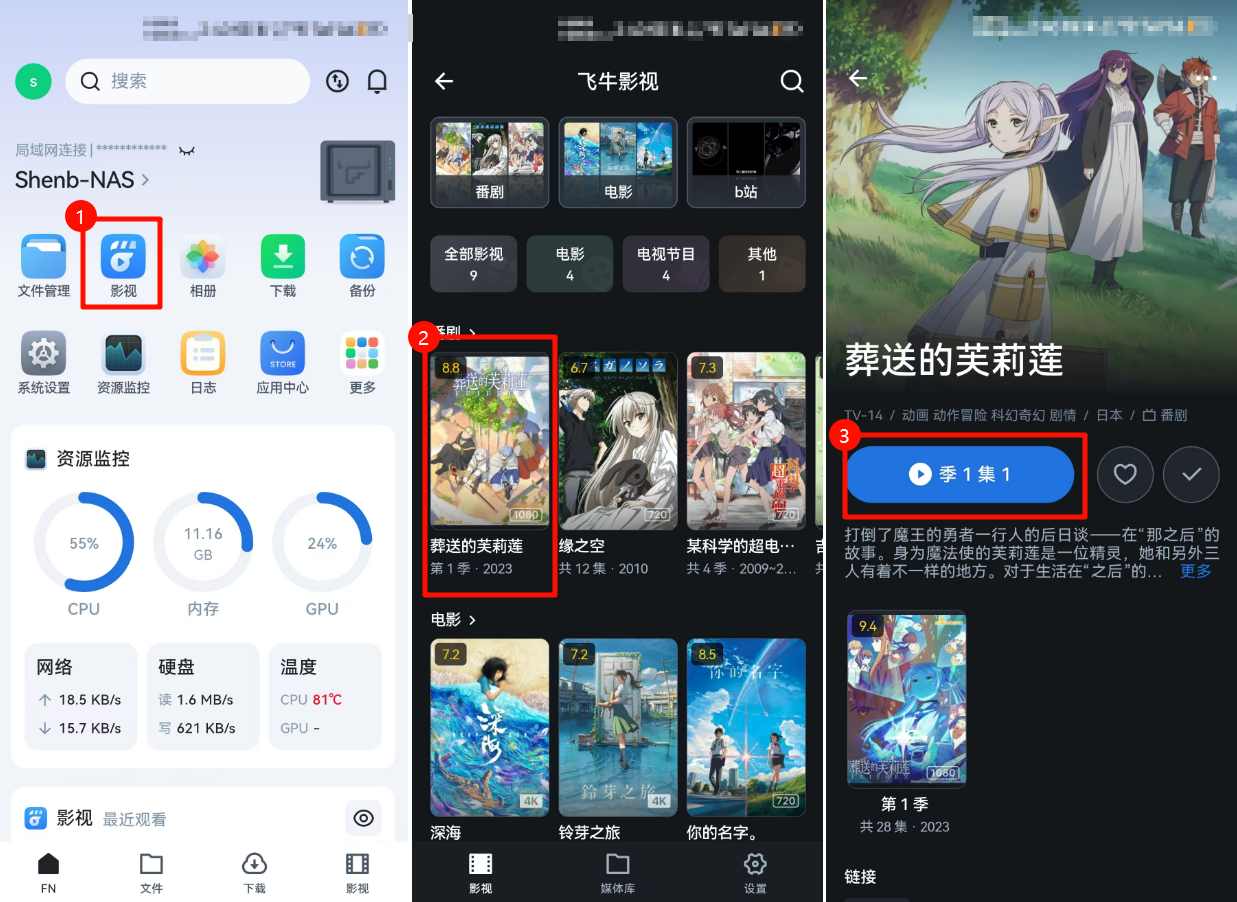 S
搜索
局域网连接 | ************
Shenb-NAS
1
文件管理
影视
相册
下载
备份
系统设置
资源监控
日志
STORE
应用中心
更多
资源监控
55%
11.16
GB
24%
CPU
内存
GPU
网络
18.5 KB/s
15.7 KB/s
硬盘
读 1.6 MB/s
写 621 KB/s
温度
CPU 81℃
GPU -
影视 最近观看
FN
文件
下载
影视
飞牛影视
番剧
电影
b站
全部影视
9
电影
4
电视节目
4
其他
1
2
番剧
8.8
葬送的芙莉莲
1080
葬送的芙莉莲
第 1 季 · 2023
6.7
720
缘之空
共 12 集 · 2010
7.3
720
某科学的超电…
共 4 季 · 2009~2...
共
电影
7.2
深海
4K
深海
7.2
铃芽之旅
4K
铃芽之旅
8.5
你的名字
720
你的名字。
影视
媒体库
设置
葬送的芙莉莲
TV-14 / 动画 动作冒险 科幻奇幻 剧情 / 日本 / 番剧
3
季 1 集 1
打倒了魔王的勇者一行人的后日谈——在“那之后”的
故事。身为魔法使的芙莉莲是一位精灵，她和另外三
人有着不一样的地方。对于生活在“之后”的... 更多
9.4
葬送的芙莉莲
1080
第 1 季
共 28 集 · 2023
链接